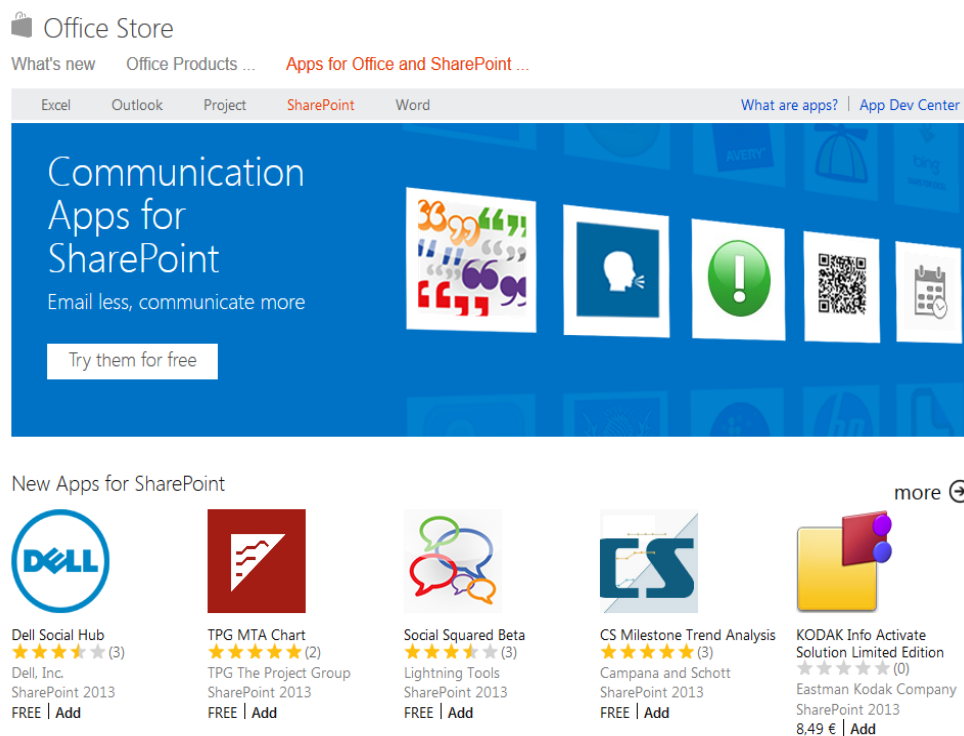 Office Store
What's new Office Products ... Apps for Office and SharePoint ...
Excel Outlook Project SharePoint Word What are apps? | App Dev Center
Communication
Apps for
SharePoint
Email less, communicate more
Try them for free
AVERY
bing
hp
New Apps for SharePoint
more
DELL
CS
Dell Social Hub
(3)
Dell, Inc.
SharePoint 2013
FREE | Add
TPG MTA Chart
(2)
TPG The Project Group
SharePoint 2013
FREE | Add
Social Squared Beta
(3)
Lightning Tools
SharePoint 2013
FREE | Add
CS Milestone Trend Analysis
(3)
Campana and Schott
SharePoint 2013
FREE | Add
KODAK Info Activate
Solution Limited Edition
(0)
Eastman Kodak Company
SharePoint 2013
8,49 € | Add